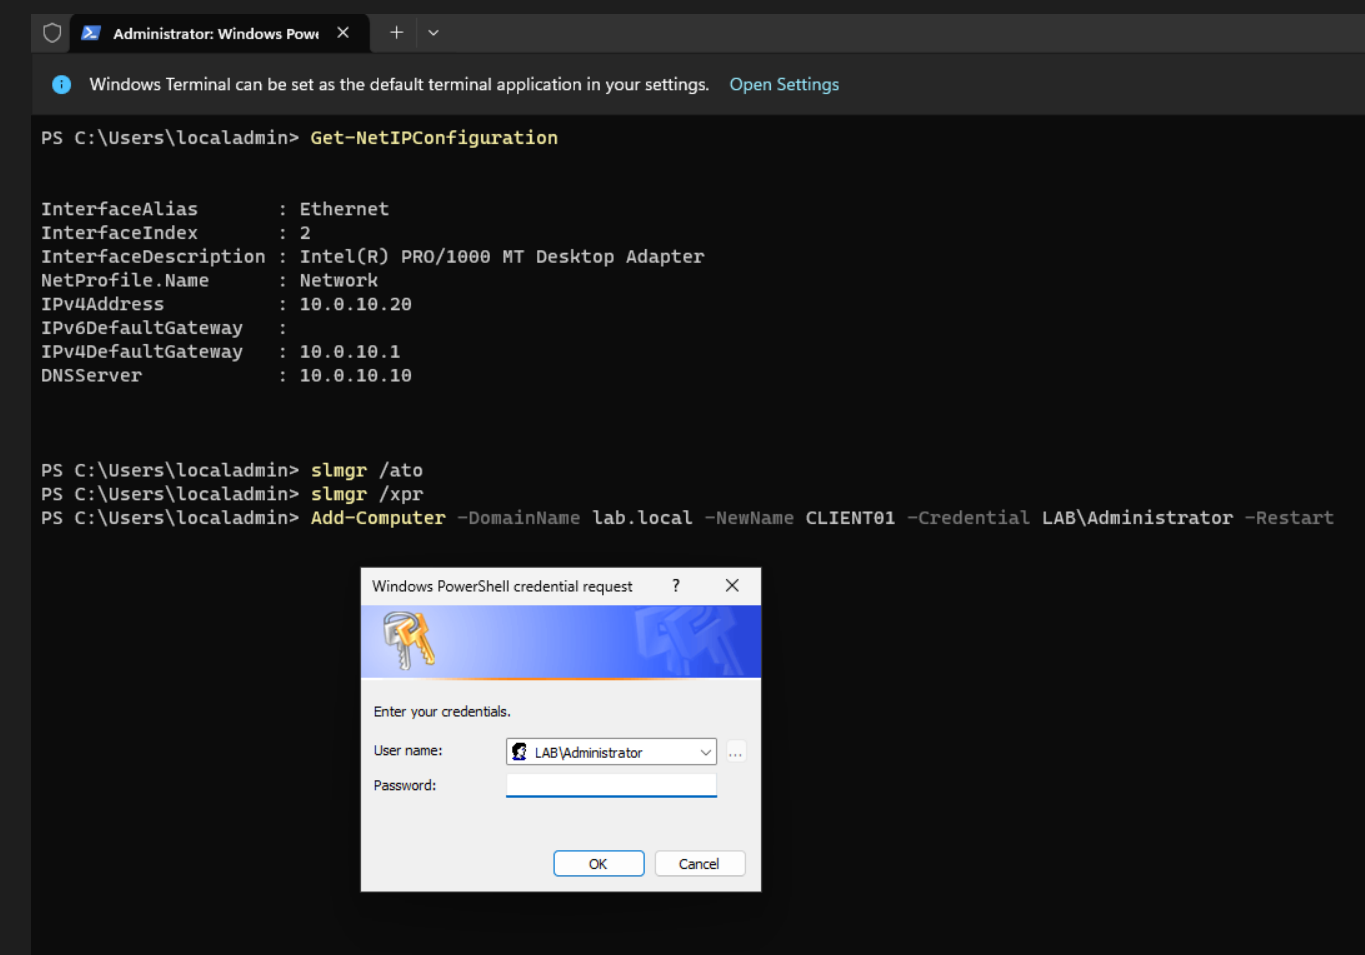 Administrator: Windows Powe
Windows Terminal can be set as the default terminal application in your settings. Open Settings
PS C:\Users\localadmin> Get-NetIPConfiguration
InterfaceAlias : Ethernet
InterfaceIndex : 2
InterfaceDescription : Intel(R) PRO/1000 MT Desktop Adapter
NetProfile.Name : Network
IPv4Address : 10.0.10.20
IPv6DefaultGateway :
IPv4DefaultGateway : 10.0.10.1
DNSServer : 10.0.10.10
PS C:\Users\localadmin> slmgr /ato
PS C:\Users\localadmin> slmgr /xpr
PS C:\Users\localadmin> Add-Computer -DomainName lab.local -NewName CLIENT01 -Credential LAB\Administrator -Restart
Windows PowerShell credential request ?
Enter your credentials.
User name: LAB\Administrator ...
Password:
OK Cancel